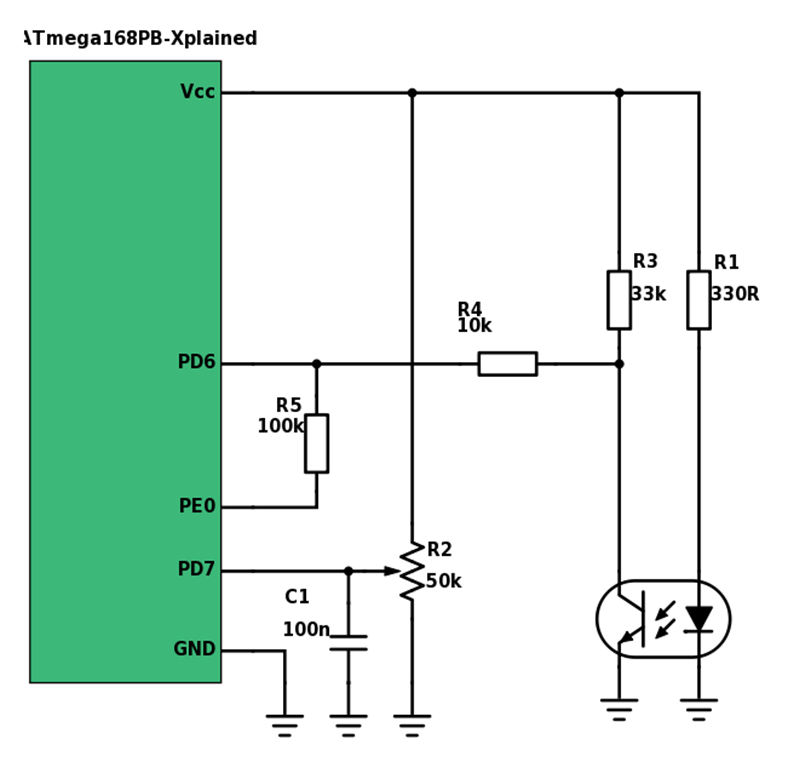 ATmega168PB-Xplained
Vcc
R3
33k
R1
330R
R4
10k
PD6
R5
100k
PE0
R2
50k
PD7
C1
100n
GND